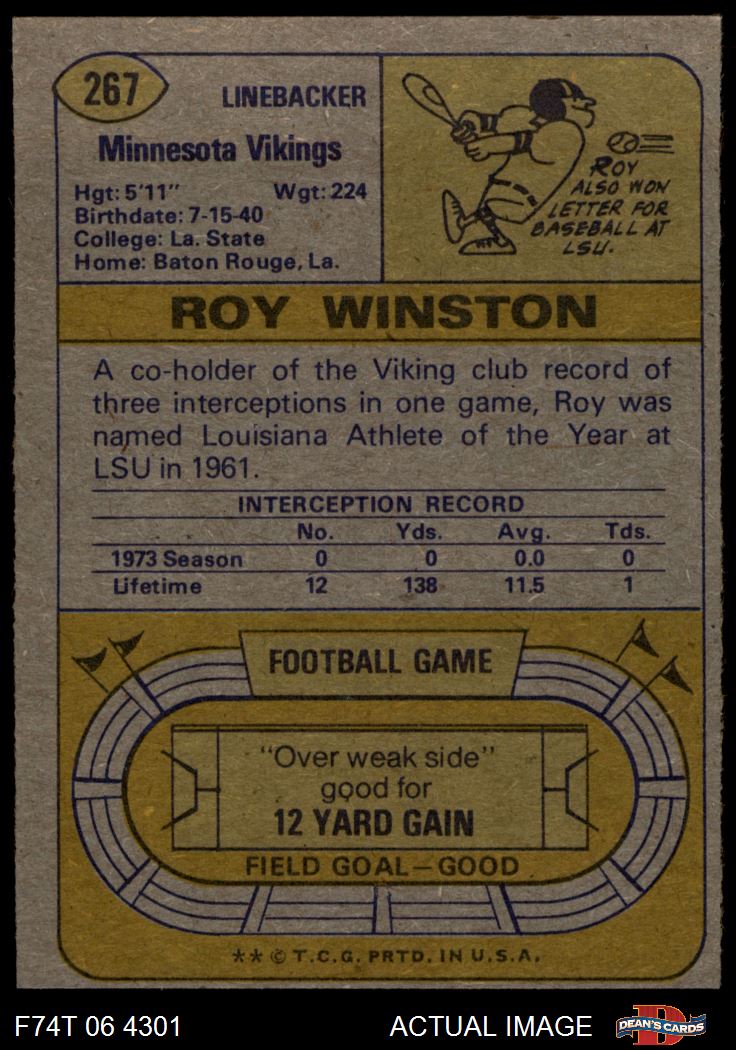 267
LINEBACKER
Minnesota Vikings
Hgt: 5'11" Wgt: 224
Birthdate: 7-15-40
College: La. State
Home: Baton Rouge, La.
ROY
ALSO WON
LETTER FOR
BASEBALL AT
LSU.
ROY WINSTON
A co-holder of the Viking club record of
three interceptions in one game, Roy was
named Louisiana Athlete of the Year at
LSU in 1961.
INTERCEPTION RECORD
No. Yds. Avg. Tds.
1973 Season 0 0 0.0 0
Lifetime 12 138 11.5 1
FOOTBALL GAME
"Over weak side"
good for
12 YARD GAIN
FIELD GOAL—GOOD
** © T.C.G. PRTD. IN U.S.A.
F74T 06 4301 ACTUAL IMAGE D DEAN'S CARDS